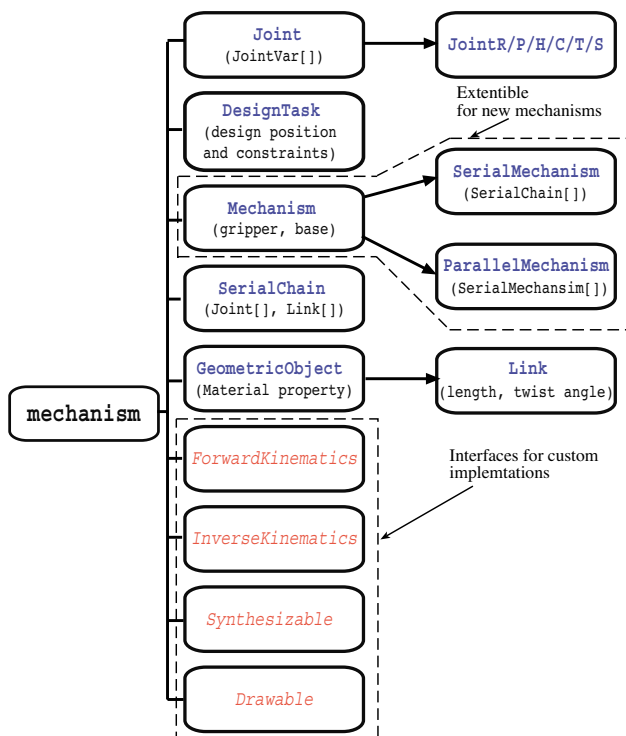 Joint
(JointVar[])
JointR/P/H/C/T/S
Extentible
for new mechanisms
DesignTask
(design position
and constraints)
SerialMechanism
(SerialChain[])
Mechanism
(gripper, base)
ParallelMechanism
(SerialMechansim[])
SerialChain
(Joint[], Link[])
GeometricObject
(Material property)
Link
(length, twist angle)
mechanism
ForwardKinematics
Interfaces for custom
implemtations
InverseKinematics
Synthesizable
Drawable